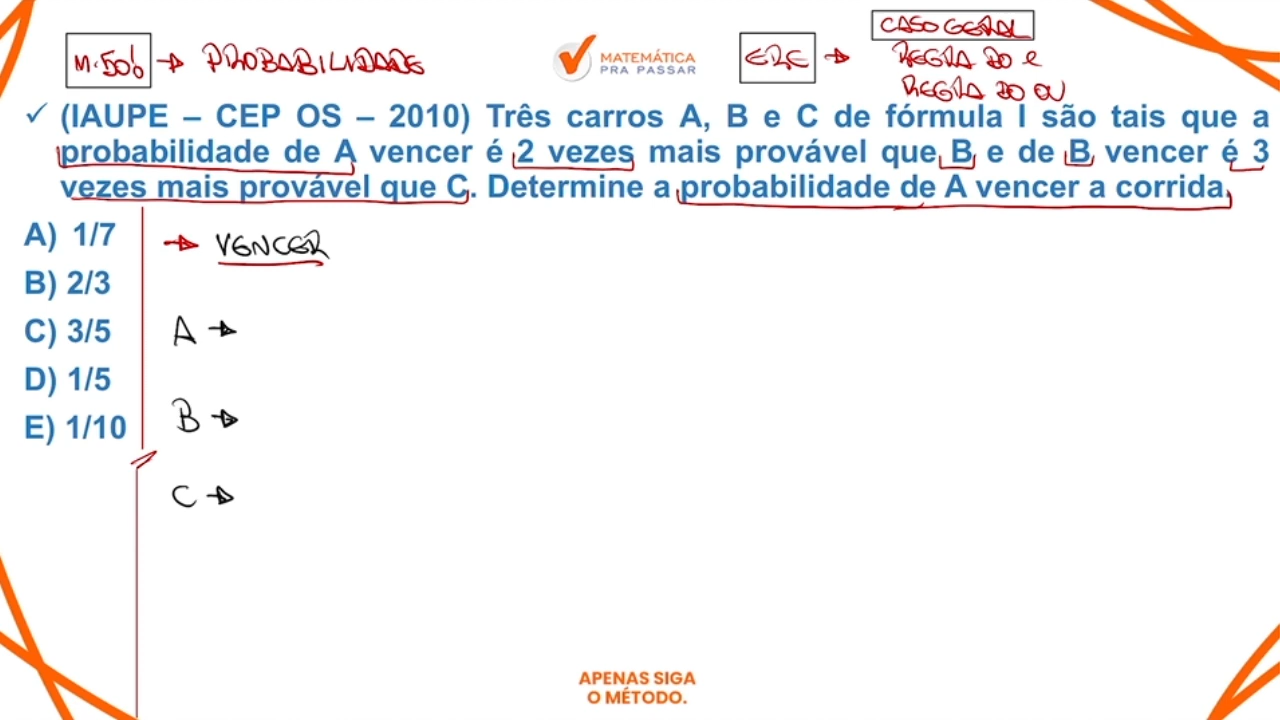 M.50% → PROBABILIDADE
MATEMÁTICA
PRA PASSAR
CASO GERAL
REGRA DO E
REGRA DO OU
✓ (IAUPE – CEP OS – 2010) Três carros A, B e C de fórmula I são tais que a
probabilidade de A vencer é 2 vezes mais provável que B e de B vencer é 3
vezes mais provável que C. Determine a probabilidade de A vencer a corrida.
A) 1/7
B) 2/3
C) 3/5
D) 1/5
E) 1/10
→ VENCER
A →
B →
C →
APENAS SIGA
O MÉTODO.